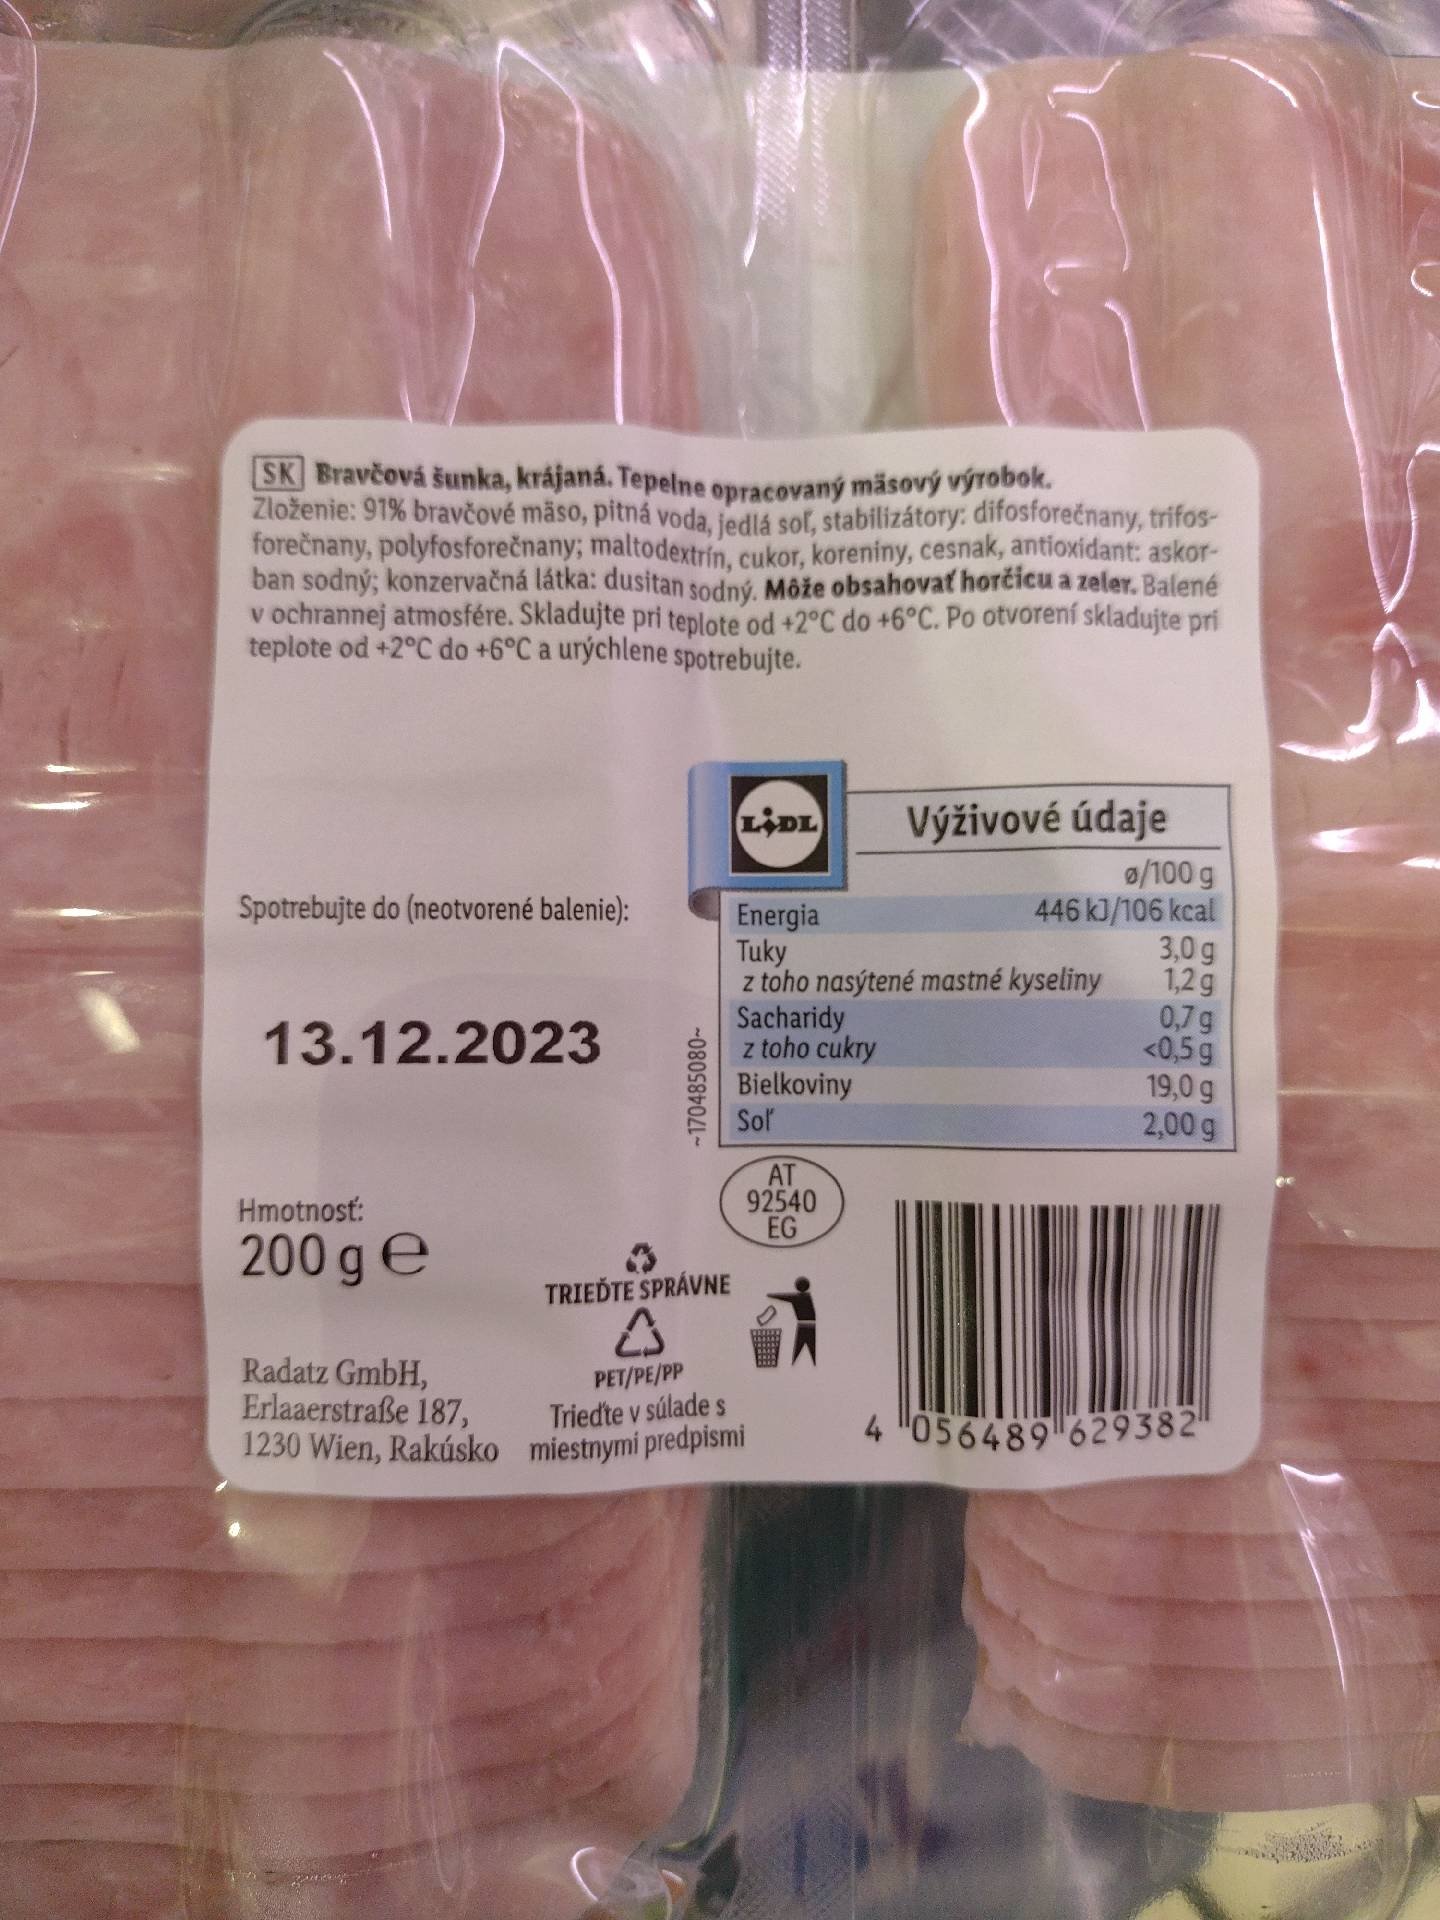 SK Bravčová šunka, krájaná. Tepelne opracovaný mäsový výrobok.
Zloženie: 91% bravčové mäso, pitná voda, jedlá soľ, stabilizátory: difosforečnany, trifos-
forečnany, polyfosforečnany; maltodextrín, cukor, koreniny, cesnak, antioxidant: askor-
ban sodný; konzervačná látka: dusitan sodný. Môže obsahovať horčicu a zeler. Balené
v ochrannej atmosfére. Skladujte pri teplote od +2°C do +6°C. Po otvorení skladujte pri
teplote od +2°C do +6°C a urýchlene spotrebujte.
LIDL
Výživové údaje
ø/100 g
Energia 446 kJ/106 kcal
Tuky 3,0 g
z toho nasýtené mastné kyseliny 1,2 g
Sacharidy 0,7 g
z toho cukry <0,5 g
Bielkoviny 19,0 g
Soľ 2,00 g
Spotrebujte do (neotvorené balenie):
13.12.2023
~170485080~
Hmotnosť:
200 g e
AT
92540
EG
TRIEĎTE SPRÁVNE
PET/PE/PP
Trieďte v súlade s
miestnymi predpismi
Radatz GmbH,
Erlaaerstraße 187,
1230 Wien, Rakúsko
4 056489 629382